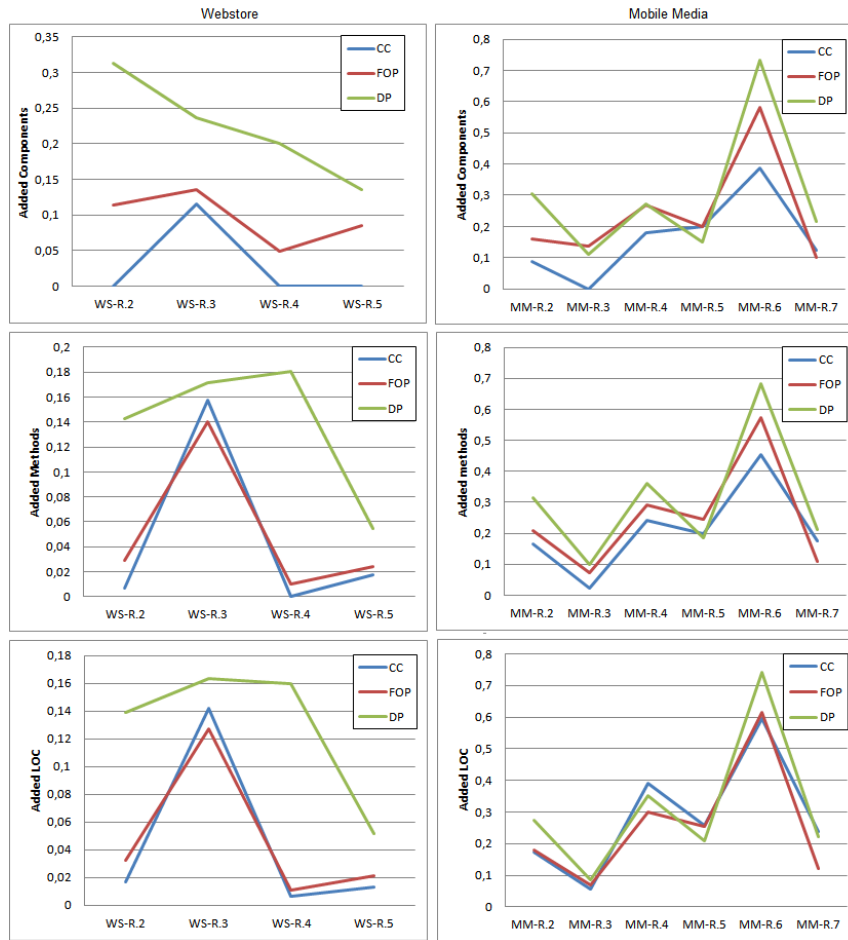 Webstore
Added Components
0,35
0,3
0,25
0,2
0,15
0,1
0,05
0
CC
FOP
DP
WS-R.2 WS-R.3 WS-R.4 WS-R.5
Mobile Media
Added Components
0,8
0,7
0,6
0,5
0,4
0,3
0,2
0,1
0
CC
FOP
DP
MM-R.2 MM-R.3 MM-R.4 MM-R.5 MM-R.6 MM-R.7
Added Methods
0,2
0,18
0,16
0,14
0,12
0,1
0,08
0,06
0,04
0,02
0
CC
FOP
DP
WS-R.2 WS-R.3 WS-R.4 WS-R.5
Added methods
0,8
0,7
0,6
0,5
0,4
0,3
0,2
0,1
0
CC
FOP
DP
MM-R.2 MM-R.3 MM-R.4 MM-R.5 MM-R.6 MM-R.7
Added LOC
0,18
0,16
0,14
0,12
0,1
0,08
0,06
0,04
0,02
0
CC
FOP
DP
WS-R.2 WS-R.3 WS-R.4 WS-R.5
Added LOC
0,8
0,7
0,6
0,5
0,4
0,3
0,2
0,1
0
CC
FOP
DP
MM-R.2 MM-R.3 MM-R.4 MM-R.5 MM-R.6 MM-R.7